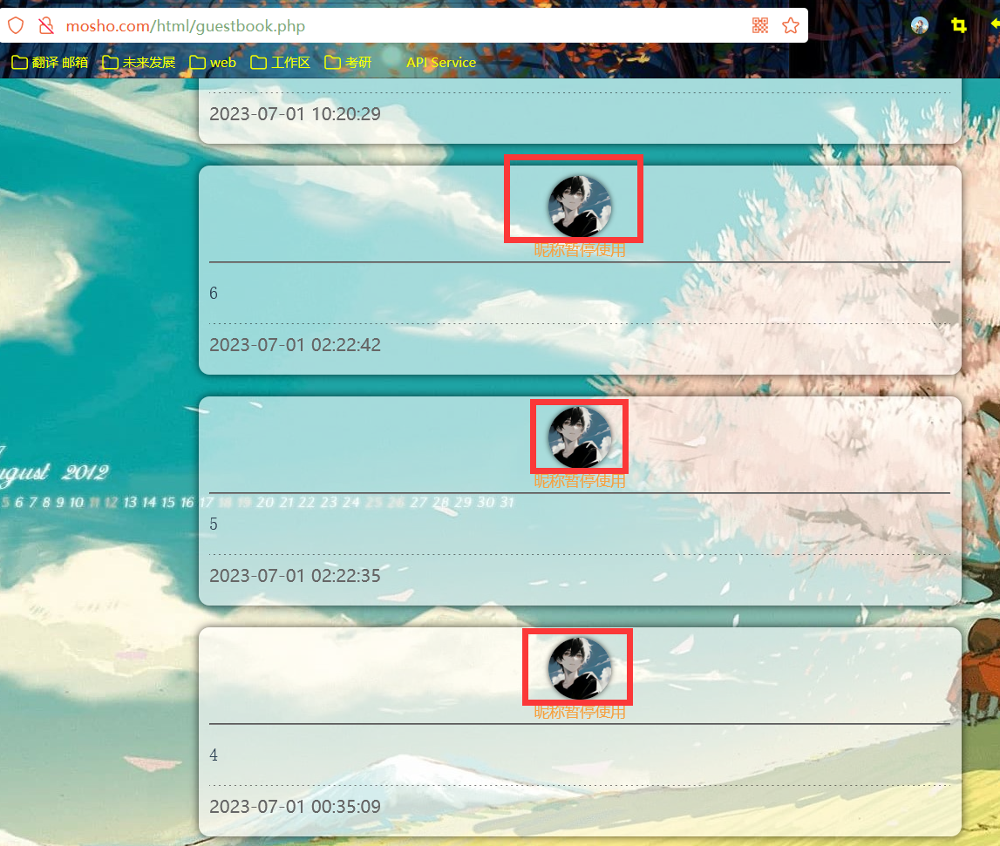 mosho.com/html/guestbook.php
翻译 邮箱 未来发展 web 工作区 考研 API Service
2023-07-01 10:20:29
昵称暂停使用
6
2023-07-01 02:22:42
昵称暂停使用
ugust 2012
5 6 7 8 9 10 11 12 13 14 15 16 17 18 19 20 21 22 23 24 25 26 27 28 29 30 31
5
2023-07-01 02:22:35
昵称暂停使用
4
2023-07-01 00:35:09